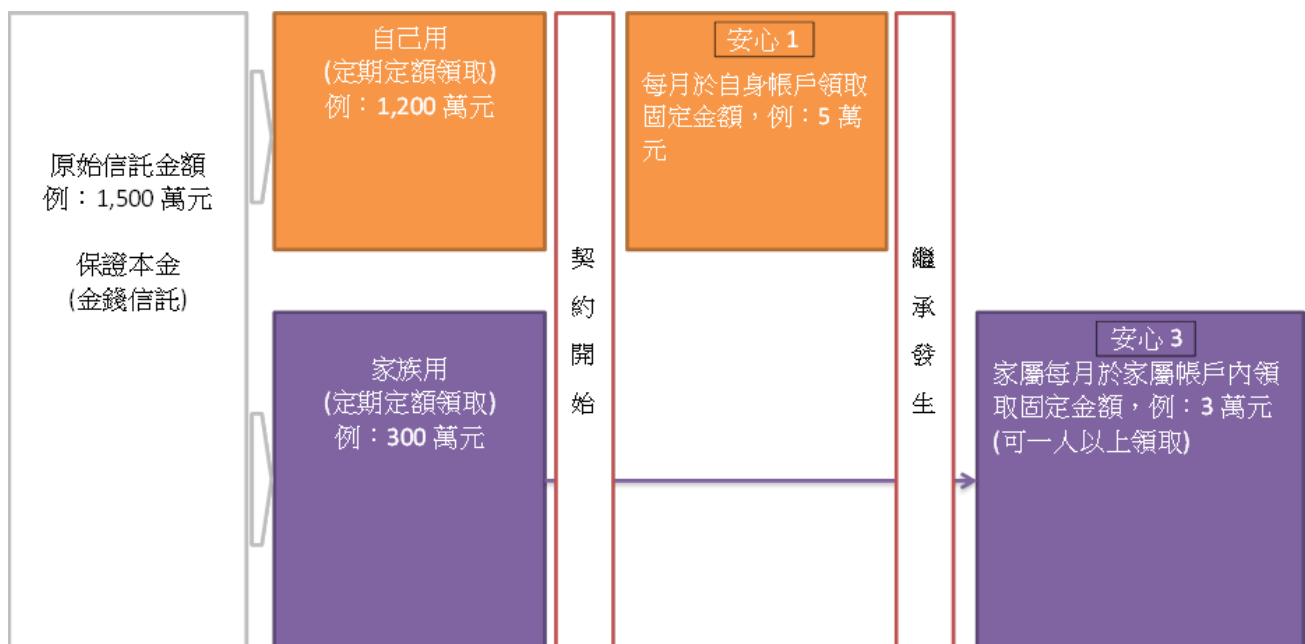 原始信託金額
例：1,500 萬元
保證本金
(金錢信託)
自己用
(定期定額領取)
例：1,200 萬元
家族用
(定期定額領取)
例：300 萬元
契約開始
安心 1
每月於自身帳戶領取
固定金額，例：5 萬
元
繼承發生
安心 3
家屬每月於家屬帳戶內領
取固定金額，例：3 萬元
(可一人以上領取)